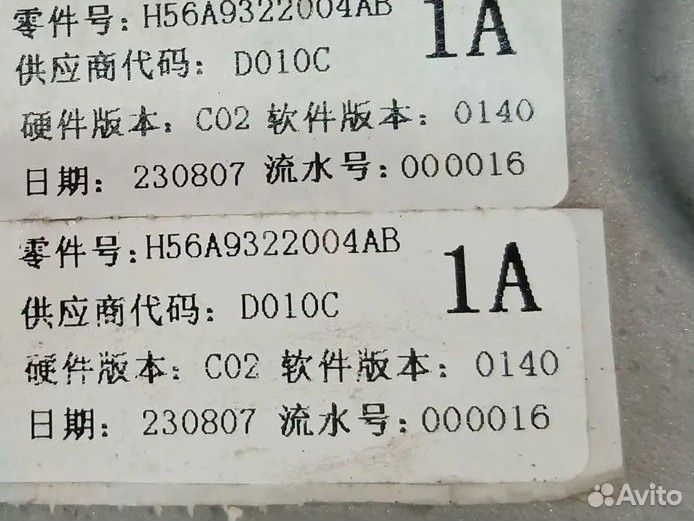 零件号: H56A9322004AB
1A
供应商代码: D010C
硬件版本: C02 软件版本: 0140
日期: 230807 流水号: 000016
零件号: H56A9322004AB
1A
供应商代码: D010C
硬件版本: C02 软件版本: 0140
日期: 230807 流水号: 000016
Avito